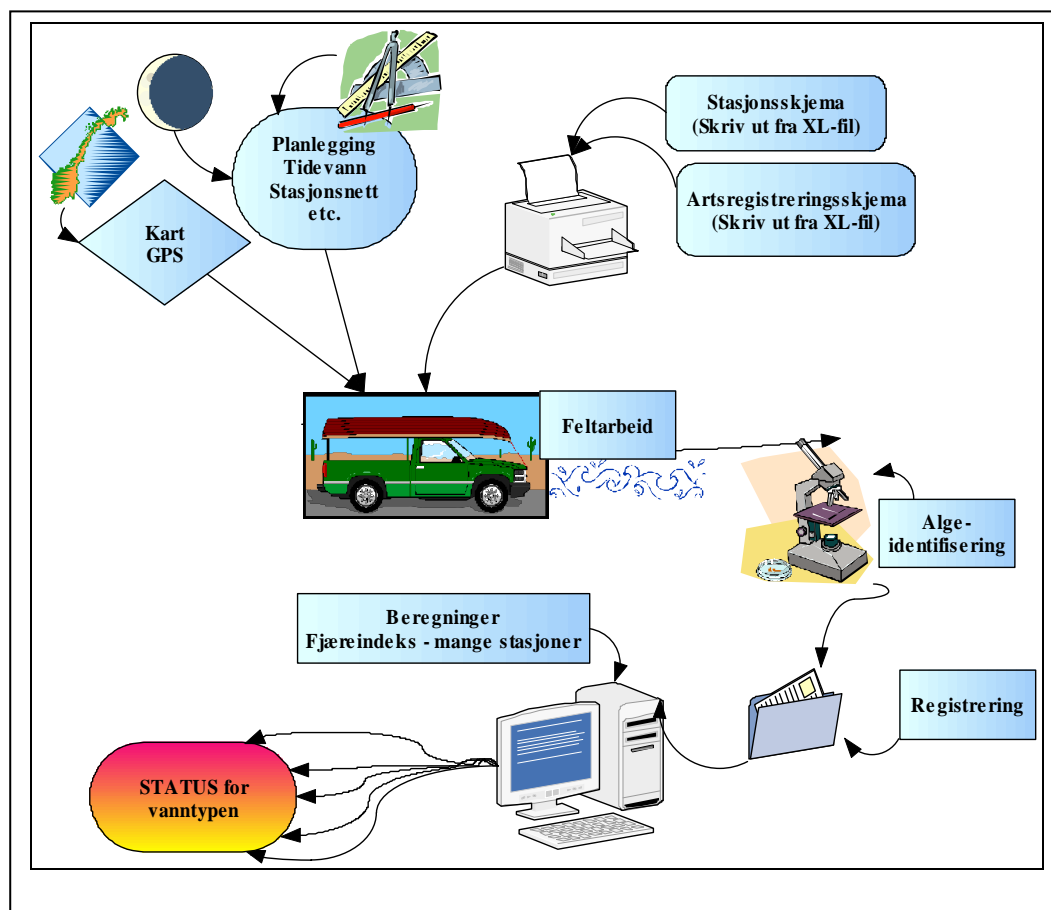 Planlegging
Tidevann
Stasjonsnett
etc.
Stasjonsskjema
(Skriv ut fra XL-fil)
Artsregistreringsskjema
(Skriv ut fra XL-fil)
Kart
GPS
Feltarbeid
Alge-
identifisering
Beregninger
Fjæreindeks - mange stasjoner
Registrering
STATUS for
vanntypen